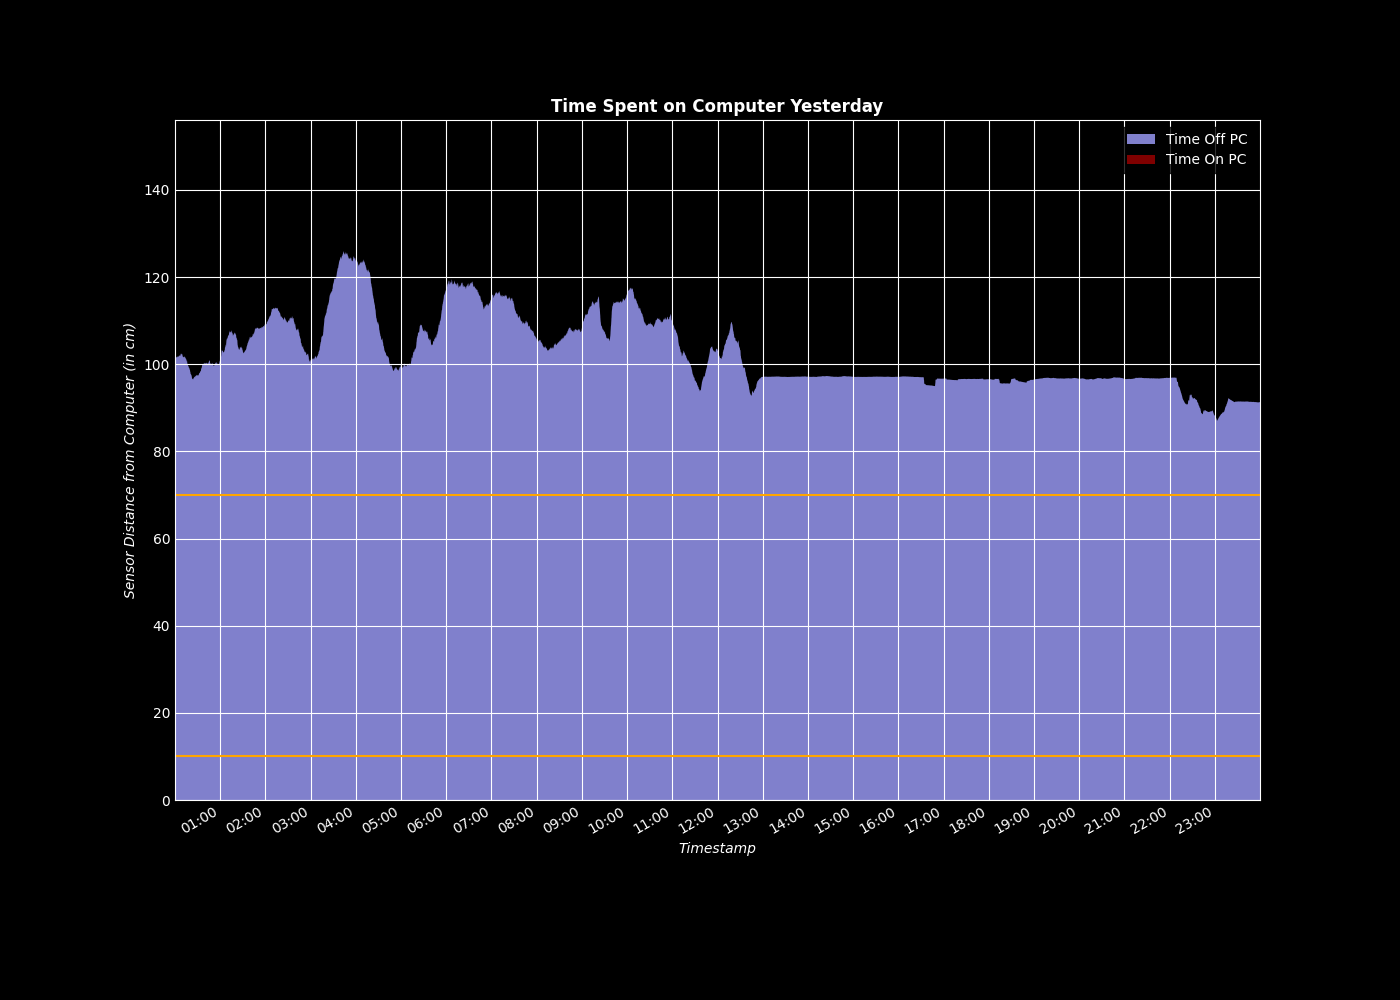 Time Spent on Computer Yesterday
Time Off PC
Time On PC
140
120
100
80
60
40
20
0
Sensor Distance from Computer (in cm)
01:00 02:00 03:00 04:00 05:00 06:00 07:00 08:00 09:00 10:00 11:00 12:00 13:00 14:00 15:00 16:00 17:00 18:00 19:00 20:00 21:00 22:00 23:00
Timestamp